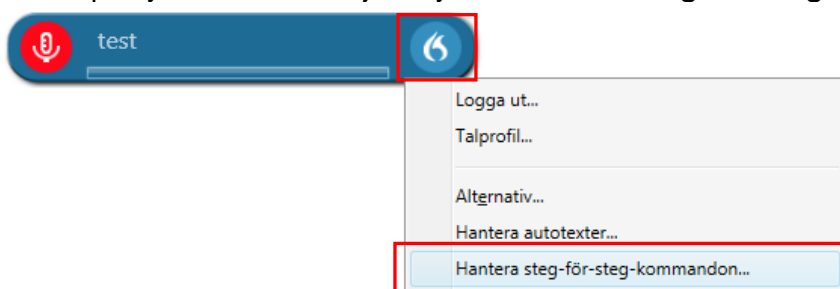 test
Logga ut...
Talprofil...
Alternativ...
Hantera autotexter...
Hantera steg-för-steg-kommandon...